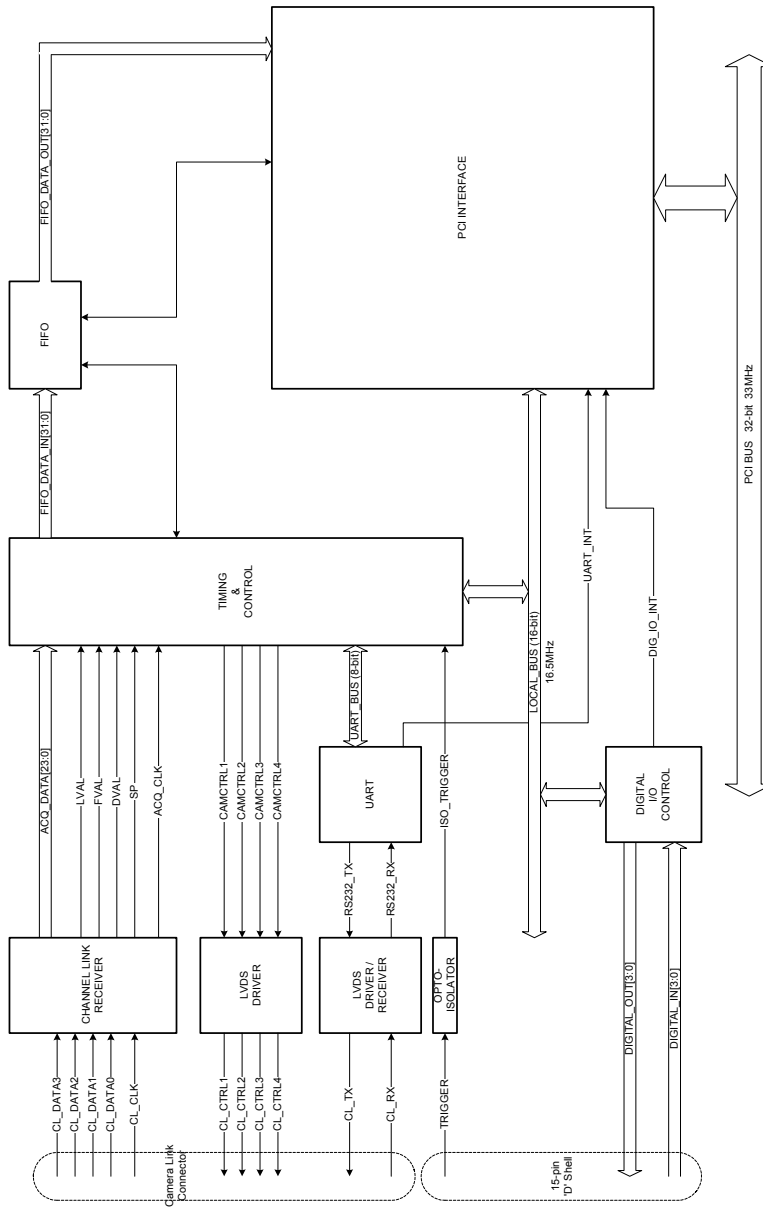 Camera Link
Connector
CL_DATA3
CL_DATA2
CL_DATA1
CL_DATA0
CL_CLK
CHANNEL LINK
RECEIVER
ACQ_DATA[23:0]
LVAL
FVAL
DVAL
SP
ACQ_CLK
CL_CTRL1
CL_CTRL2
CL_CTRL3
CL_CTRL4
LVDS
DRIVER
CAMCTRL1
CAMCTRL2
CAMCTRL3
CAMCTRL4
CL_TX
CL_RX
LVDS
DRIVER /
RECEIVER
RS232_TX
RS232_RX
UART
UART_BUS (8-bit)
TIMING
&
CONTROL
FIFO_DATA_IN[31:0]
FIFO
FIFO_DATA_OUT[31:0]
PCI INTERFACE
15-pin
'D' Shell
TRIGGER
OPTO-
ISOLATOR
ISO_TRIGGER
LOCAL_BUS (16-bit)
16.5MHz
UART_INT
DIGITAL_OUT[3:0]
DIGITAL_IN[3:0]
DIGITAL
I/O
CONTROL
DIG_IO_INT
PCI BUS 32-bit 33MHz